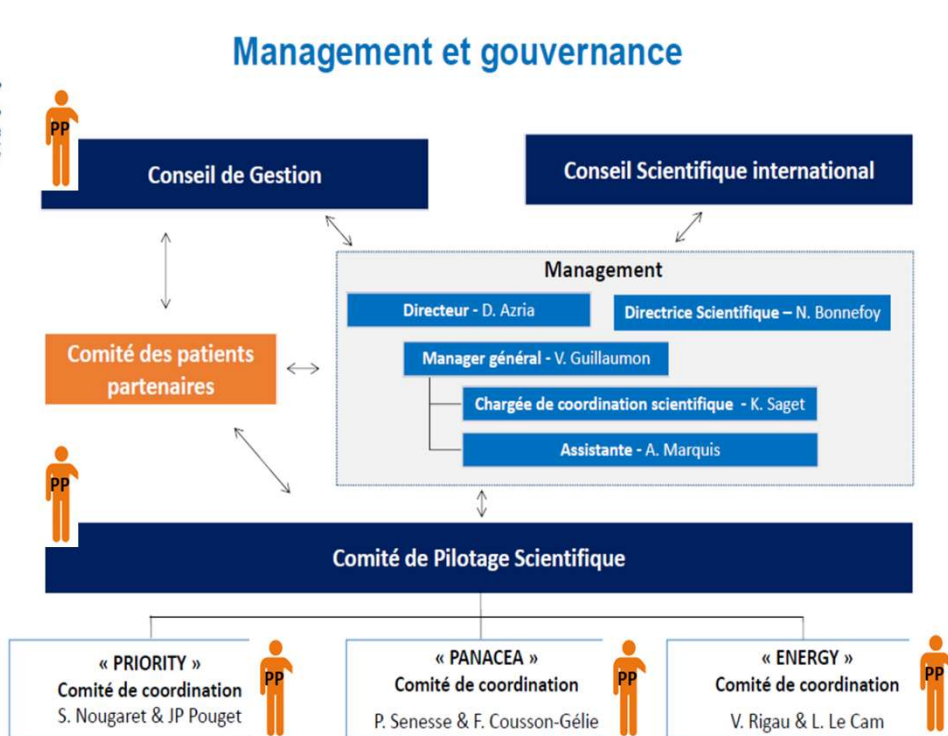 Management et gouvernance
PP
Conseil de Gestion
Conseil Scientifique international
Management
Directeur - D. Azria
Directrice Scientifique – N. Bonnefoy
Manager général - V. Guillaumon
Chargée de coordination scientifique - K. Saget
Assistante - A. Marquis
Comité des patients
partenaires
PP
Comité de Pilotage Scientifique
« PRIORITY »
Comité de coordination
S. Nougaret & JP Pouget
PP
« PANACEA »
Comité de coordination
P. Senesse & F. Cousson-Gélie
PP
« ENERGY »
Comité de coordination
V. Rigau & L. Le Cam
PP